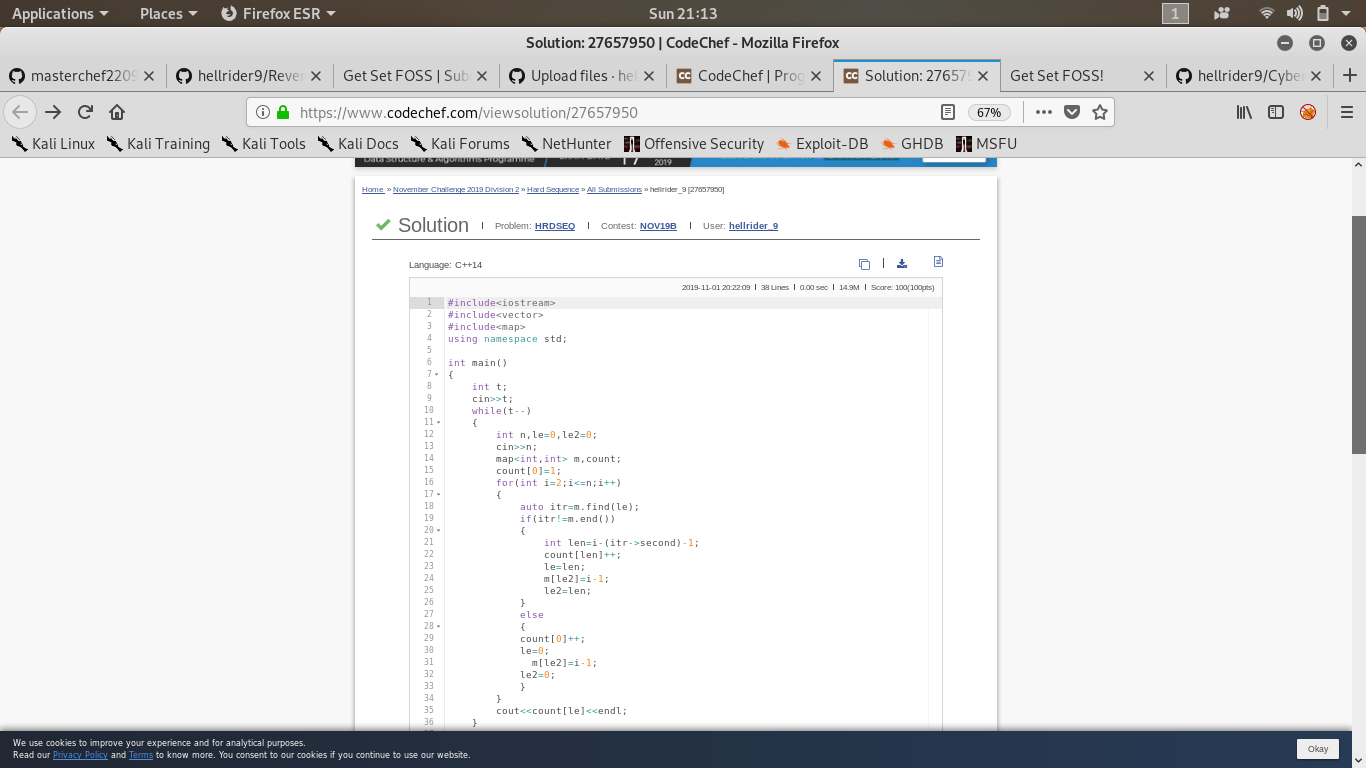 Applications Places Firefox ESR Sun 21:13 1
Solution: 27657950 | CodeChef - Mozilla Firefox
masterchef2209 hellrider9/Rever Get Set FOSS | Sub Upload files · hel CodeChef | Prog Solution: 27657 Get Set FOSS! hellrider9/Cyber
https://www.codechef.com/viewsolution/27657950 67%
Kali Linux Kali Training Kali Tools Kali Docs Kali Forums NetHunter Offensive Security Exploit-DB GHDB MSFU
Data Structure & Algorithms Programme 17 2019
Home » November Challenge 2019 Division 2 » Hard Sequence » All Submissions » hellrider_9 [27657950]
Solution | Problem: HRDSEQ | Contest: NOV19B | User: hellrider_9
Language: C++14
2019-11-01 20:22:09 | 38 Lines | 0.00 sec | 14.9M | Score: 100(100pts)
1 #include<iostream>
2 #include<vector>
3 #include<map>
4 using namespace std;
5
6 int main()
7 {
8 int t;
9 cin>>t;
10 while(t--)
11 {
12 int n,le=0,le2=0;
13 cin>>n;
14 map<int,int> m,count;
15 count[0]=1;
16 for(int i=2;i<=n;i++)
17 {
18 auto itr=m.find(le);
19 if(itr!=m.end())
20 {
21 int len=i-(itr->second)-1;
22 count[len]++;
23 le=len;
24 m[le2]=i-1;
25 le2=len;
26 }
27 else
28 {
29 count[0]++;
30 le=0;
31 m[le2]=i-1;
32 le2=0;
33 }
34 }
35 cout<<count[le]<<endl;
36 }
We use cookies to improve your experience and for analytical purposes.
Read our Privacy Policy and Terms to know more. You consent to our cookies if you continue to use our website.
Okay